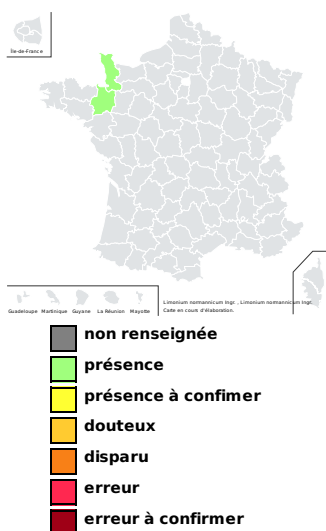 Île-de-France
Guadeloupe Martinique Guyane La Réunion Mayotte
Limonium normannicum Ingr. , Limonium normannicum Ingr.
Carte en cours d'élaboration.
non renseignée
présence
présence à confimer
douteux
disparu
erreur
erreur à confirmer